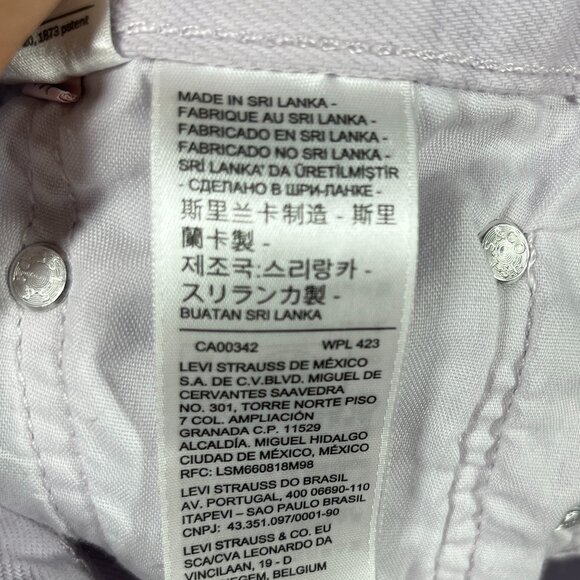 20, 1873 patent
MADE IN SRI LANKA -
FABRIQUE AU SRI LANKA -
FABRICADO EN SRI LANKA -
FABRICADO NO SRI LANKA -
SRİ LANKA' DA ÜRETİLMİŞTİR
- СДЕЛАНО В ШРИ-ЛАНКЕ -
斯里兰卡制造 - 斯里
蘭卡製 -
제조국:스리랑카 -
スリランカ製 -
BUATAN SRI LANKA
CA00342 WPL 423
LEVI STRAUSS DE MÉXICO
S.A. DE C.V.BLVD. MIGUEL DE
CERVANTES SAAVEDRA
NO. 301, TORRE NORTE PISO
7 COL. AMPLIACIÓN
GRANADA C.P. 11529
ALCALDÍA. MIGUEL HIDALGO
CIUDAD DE MÉXICO, MÉXICO
RFC: LSM660818M98
LEVI STRAUSS DO BRASIL
AV. PORTUGAL, 400 06690-110
ITAPEVI – SAO PAULO-BRASIL
CNPJ: 43.351.097/0001-90
LEVI STRAUSS & CO. EU
SCA/CVA LEONARDO DA
VINCILAAN, 19 - D
BELGIUM